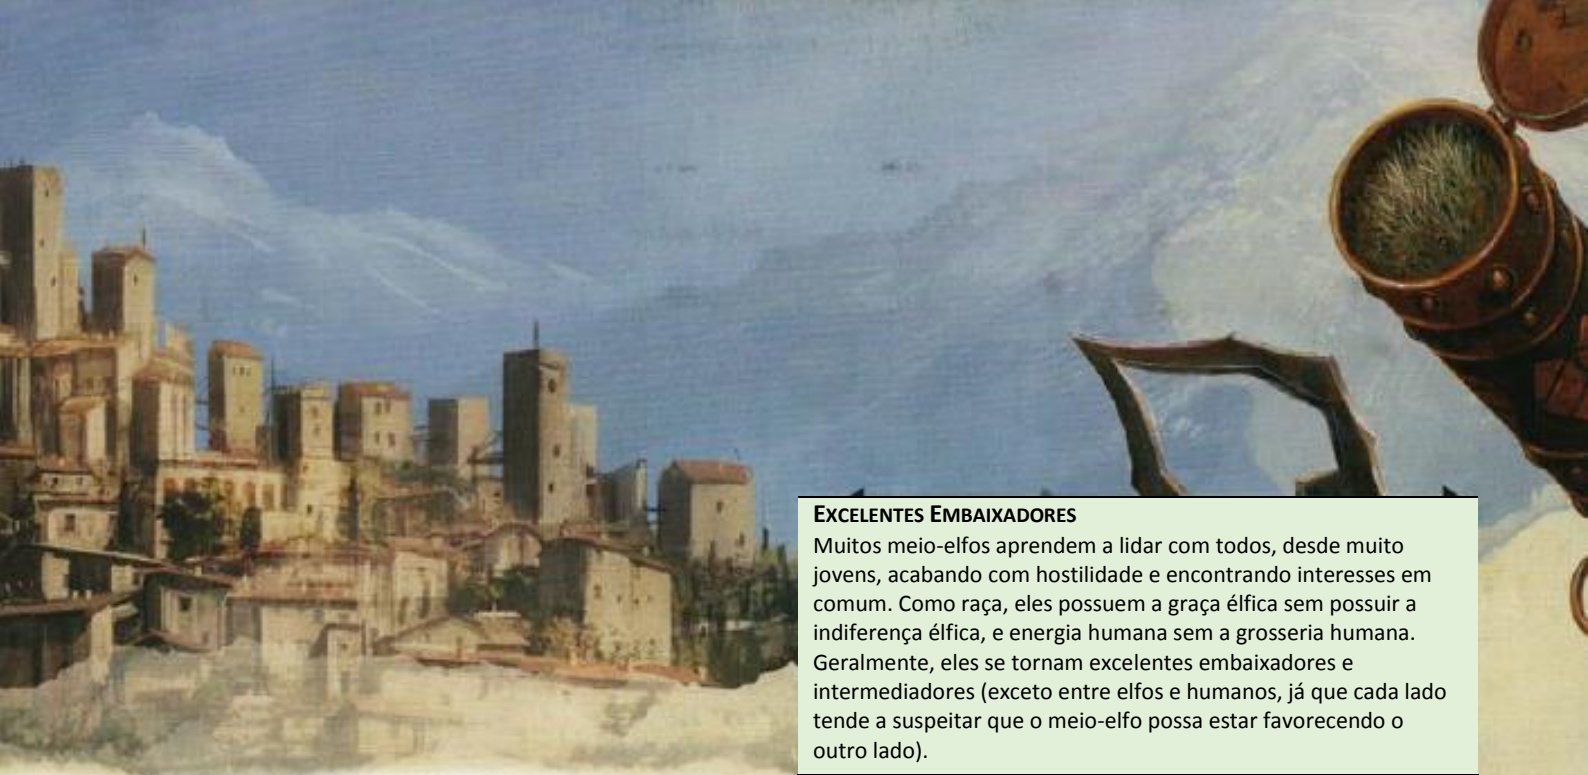 EXCELENTES EMBAIXADORES
Muitos meio-elfos aprendem a lidar com todos, desde muito
jovens, acabando com hostilidade e encontrando interesses em
comum. Como raça, eles possuem a graça élfica sem possuir a
indiferença élfica, e energia humana sem a grosseria humana.
Geralmente, eles se tornam excelentes embaixadores e
intermediadores (exceto entre elfos e humanos, já que cada lado
tende a suspeitar que o meio-elfo possa estar favorecendo o
outro lado).